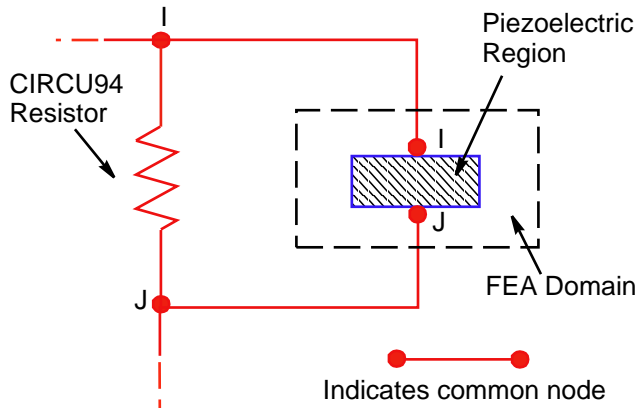 I
Piezoelectric
Region
CIRCU94
Resistor
I
J
J
FEA Domain
Indicates common node